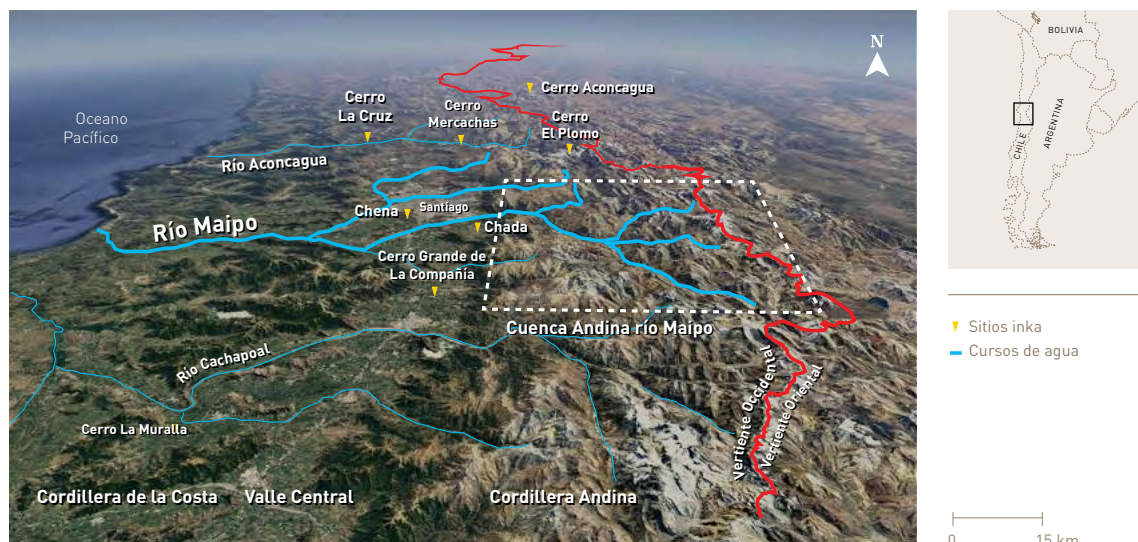 N
Cerro Aconcagua
Cerro
La Cruz
Cerro
Mercachas
Cerro
El Plomo
Oceano
Pacífico
Río Aconcagua
Río Maipo
Chena
Santiago
Chada
Cerro Grande de
La Compañía
Cuenca Andina río Maipo
Río Cachapoal
Vertiente Occidental
Vertiente Oriental
Cerro La Muralla
Cordillera de la Costa
Valle Central
Cordillera Andina
BOLIVIA
CHILE
ARGENTINA
Sitios inka
Cursos de agua
0 15 km